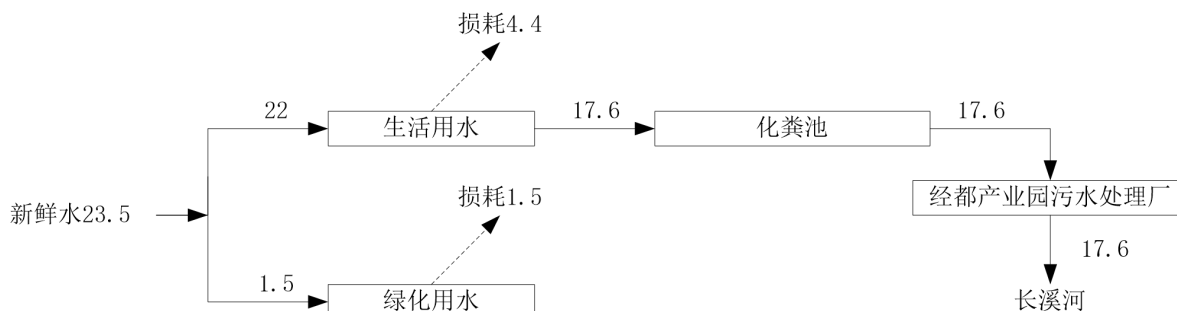 损耗4.4
22
生活用水
17.6
化粪池
17.6
经都产业园污水处理厂
新鲜水23.5
损耗1.5
17.6
1.5
绿化用水
长溪河